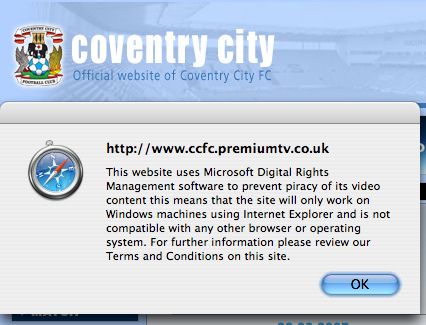 coventry city
Official website of Coventry City FC
COVENTRY CITY
FOOTBALL CLUB
http://www.ccfc.premiumtv.co.uk
This website uses Microsoft Digital Rights
Management software to prevent piracy of its video
content this means that the site will only work on
Windows machines using Internet Explorer and is not
compatible with any other browser or operating
system. For further information please review our
Terms and Conditions on this site.
OK
MATCH